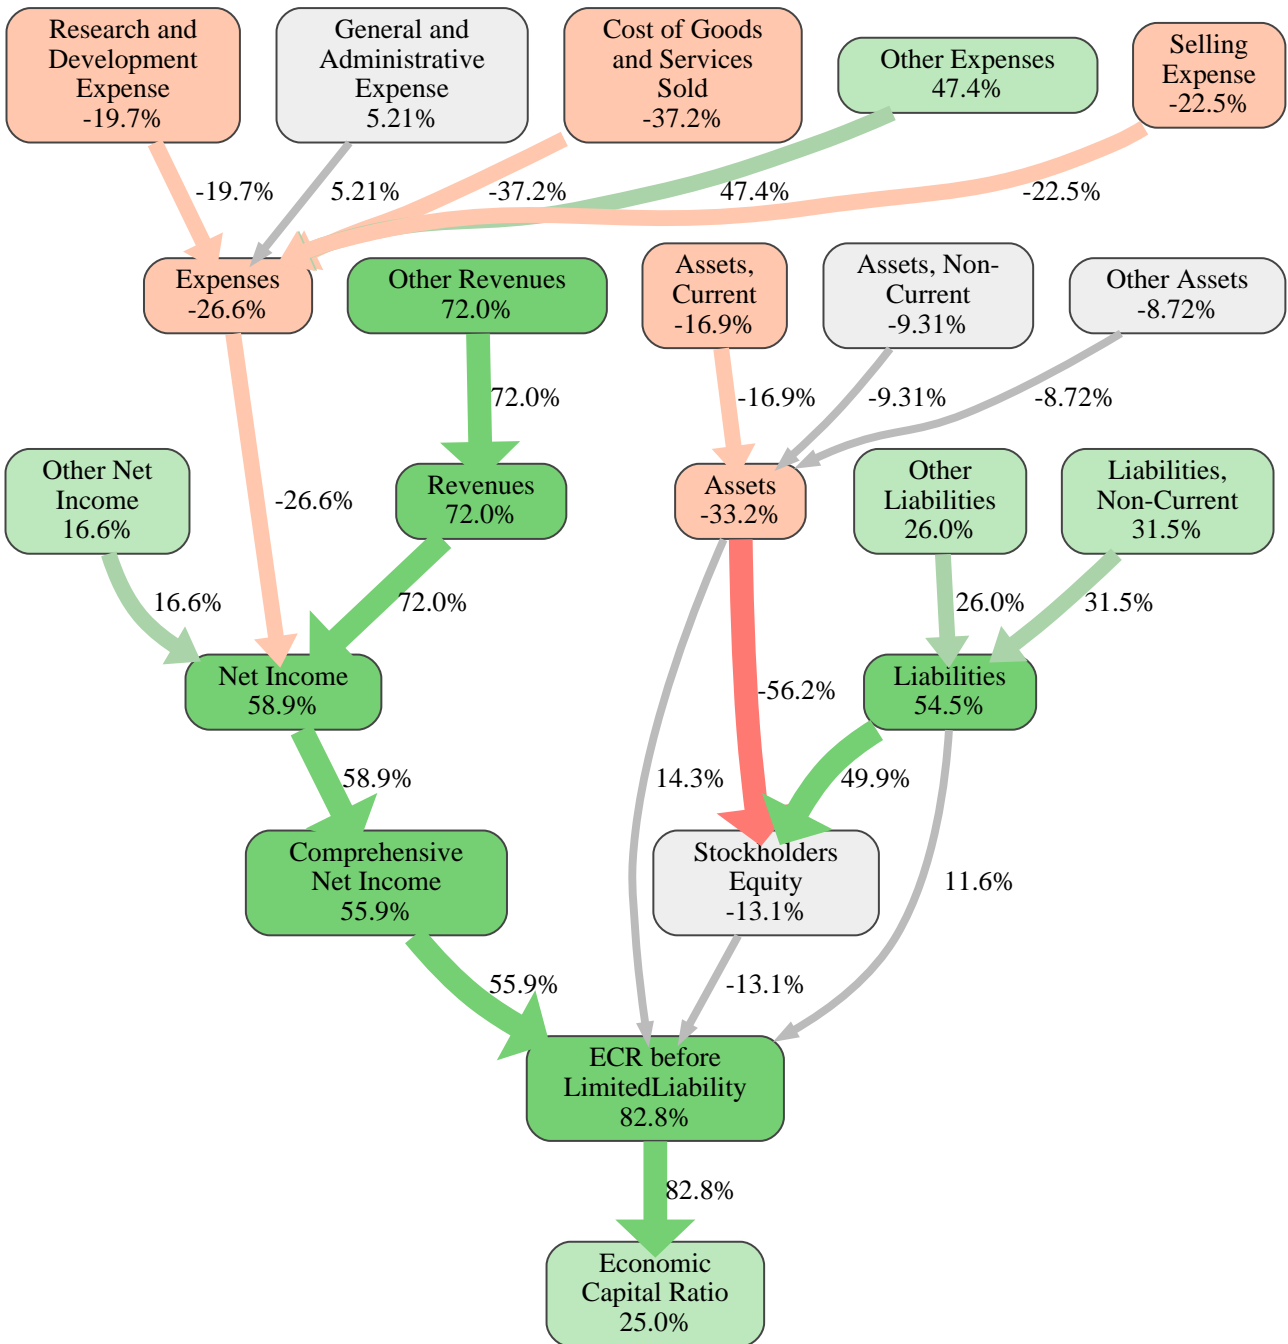 Research and
Development
Expense
-19.7%
General and
Administrative
Expense
5.21%
Cost of Goods
and Services
Sold
-37.2%
Other Expenses
47.4%
Selling
Expense
-22.5%
-19.7%
5.21%
-37.2%
47.4%
-22.5%
Expenses
-26.6%
Other Revenues
72.0%
Assets,
Current
-16.9%
Assets, Non-
Current
-9.31%
Other Assets
-8.72%
72.0%
-16.9%
-9.31%
-8.72%
Other Net
Income
16.6%
-26.6%
Revenues
72.0%
Assets
-33.2%
Other
Liabilities
26.0%
Liabilities,
Non-Current
31.5%
16.6%
72.0%
26.0%
31.5%
Net Income
58.9%
-56.2%
Liabilities
54.5%
58.9%
14.3%
49.9%
Comprehensive
Net Income
55.9%
Stockholders
Equity
-13.1%
11.6%
55.9%
-13.1%
ECR before
LimitedLiability
82.8%
82.8%
Economic
Capital Ratio
25.0%